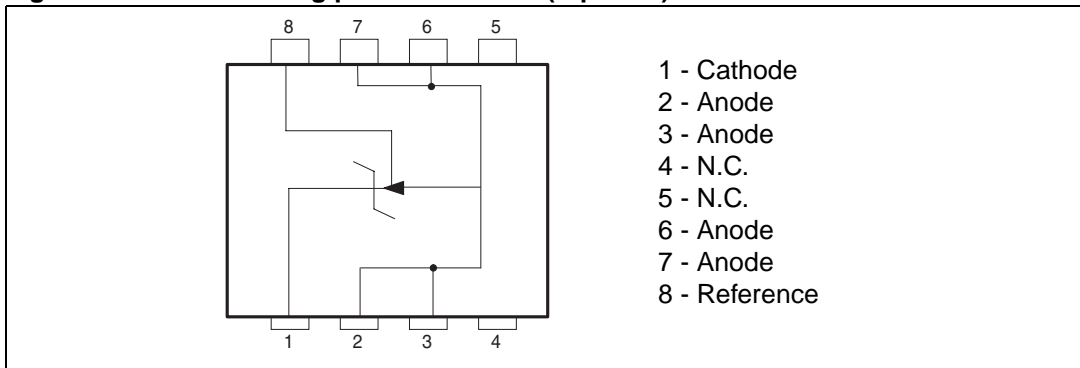 8 7 6 5
1 2 3 4
1 - Cathode
2 - Anode
3 - Anode
4 - N.C.
5 - N.C.
6 - Anode
7 - Anode
8 - Reference